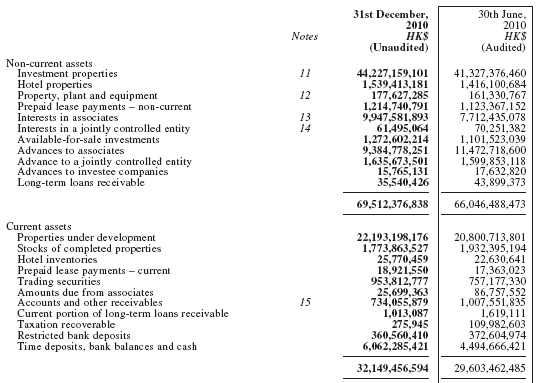 31st December, 30th June,
2010 2010
Notes HK$ HK$
(Unaudited) (Audited)
Non-current assets
Investment properties 11 44,227,159,101 41,327,376,460
Hotel properties 1,539,413,181 1,416,100,684
Property, plant and equipment 12 177,627,285 161,330,767
Prepaid lease payments – non-current 1,214,740,791 1,123,367,152
Interests in associates 13 9,947,581,893 7,712,435,078
Interests in a jointly controlled entity 14 61,495,064 70,251,382
Available-for-sale investments 1,272,602,214 1,101,523,039
Advances to associates 9,384,778,251 11,472,718,600
Advance to a jointly controlled entity 1,635,673,501 1,599,853,118
Advances to investee companies 15,765,131 17,632,820
Long-term loans receivable 35,540,426 43,899,373
69,512,376,838 66,046,488,473
Current assets
Properties under development 22,193,198,176 20,800,713,801
Stocks of completed properties 1,773,863,527 1,932,395,194
Hotel inventories 25,770,459 22,630,641
Prepaid lease payments – current 18,921,550 17,363,023
Trading securities 953,812,777 757,177,330
Amounts due from associates 25,699,363 86,757,552
Accounts and other receivables 15 734,055,879 1,007,551,835
Current portion of long-term loans receivable 1,013,087 1,619,111
Taxation recoverable 275,945 109,982,603
Restricted bank deposits 360,560,410 372,604,974
Time deposits, bank balances and cash 6,062,285,421 4,494,666,421
32,149,456,594 29,603,462,485